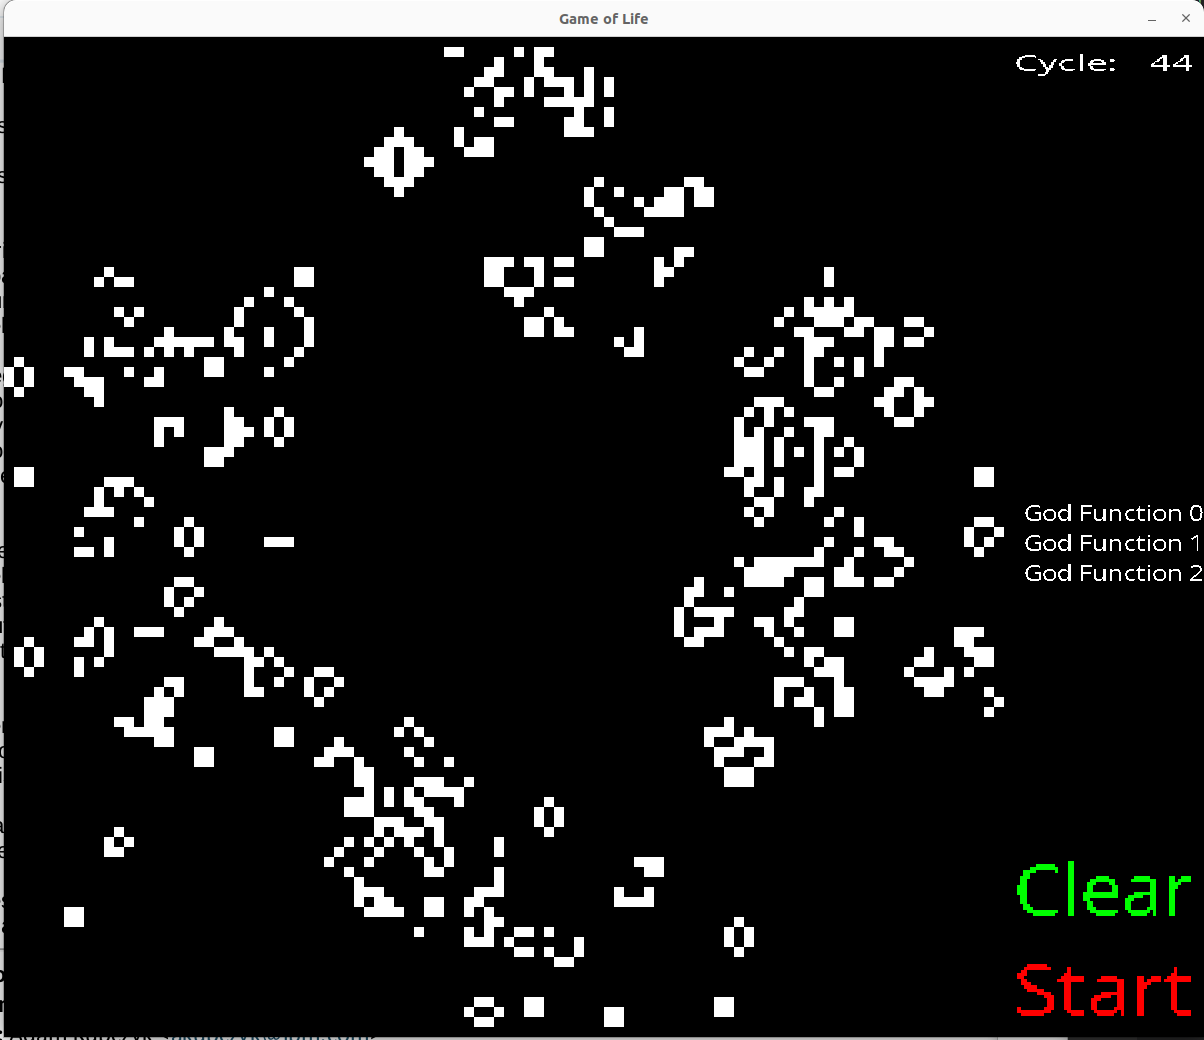 Game of Life
Cycle: 44
God Function 0
God Function 1
God Function 2
Clear
Start